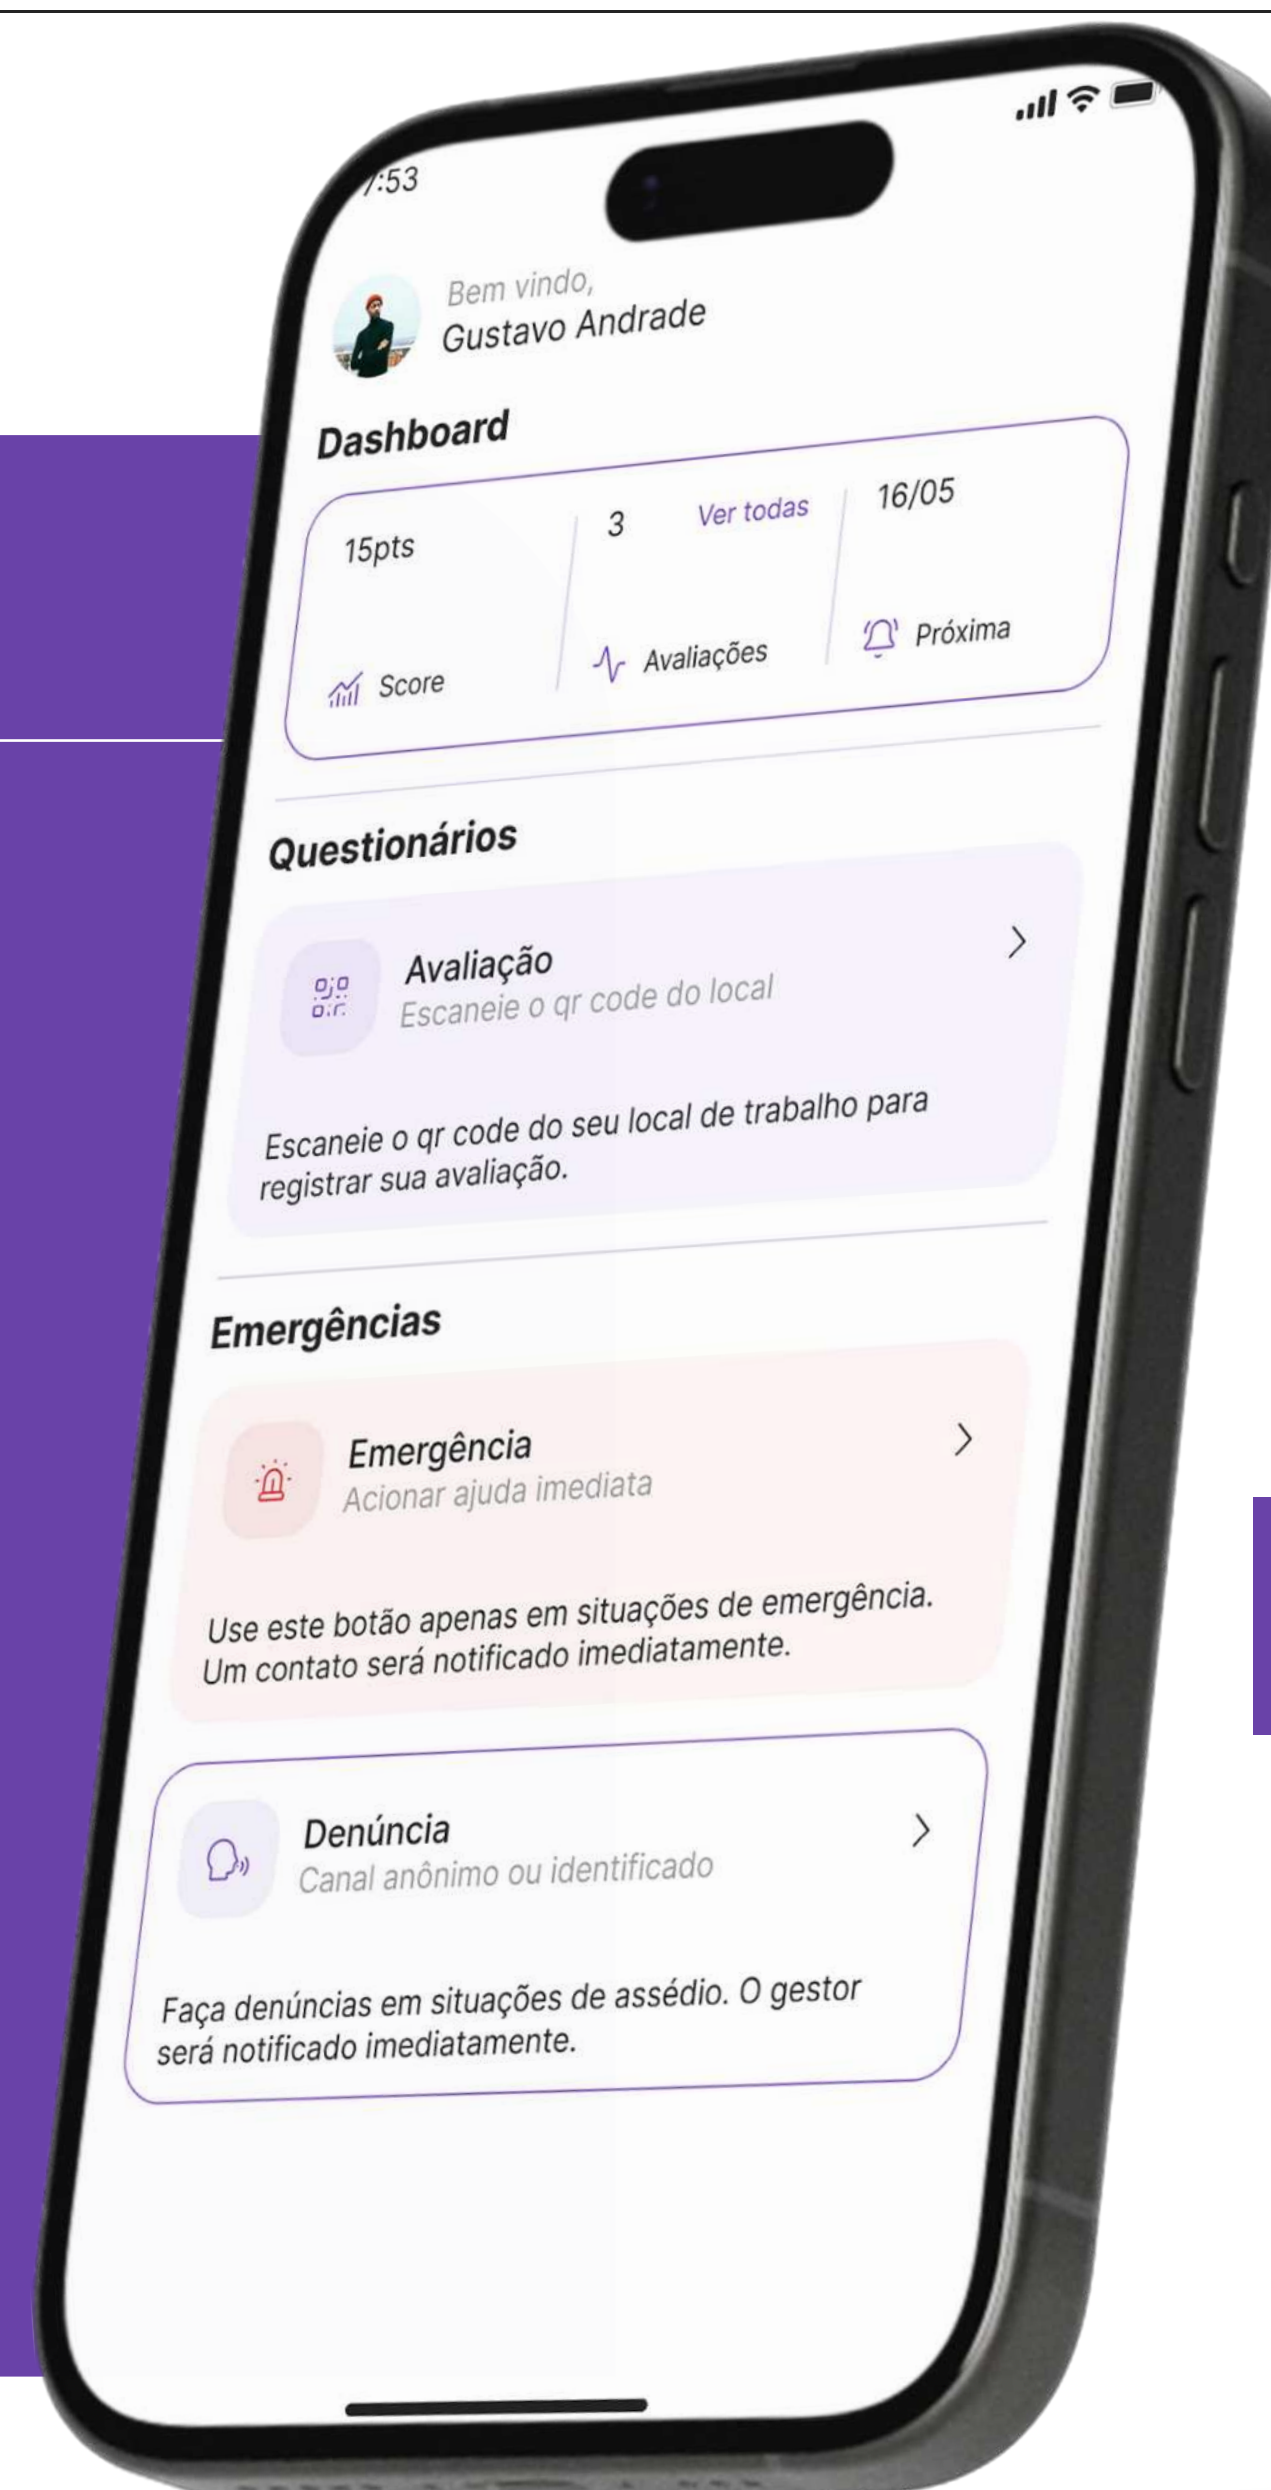 7:53
Bem vindo,
Gustavo Andrade
Dashboard
15pts
3 Ver todas
16/05
Score
Avaliações
Próxima
Questionários
Avaliação
Escaneie o qr code do local
Escaneie o qr code do seu local de trabalho para
registrar sua avaliação.
Emergências
Emergência
Acionar ajuda imediata
Use este botão apenas em situações de emergência.
Um contato será notificado imediatamente.
Denúncia
Canal anônimo ou identificado
Faça denúncias em situações de assédio. O gestor
será notificado imediatamente.